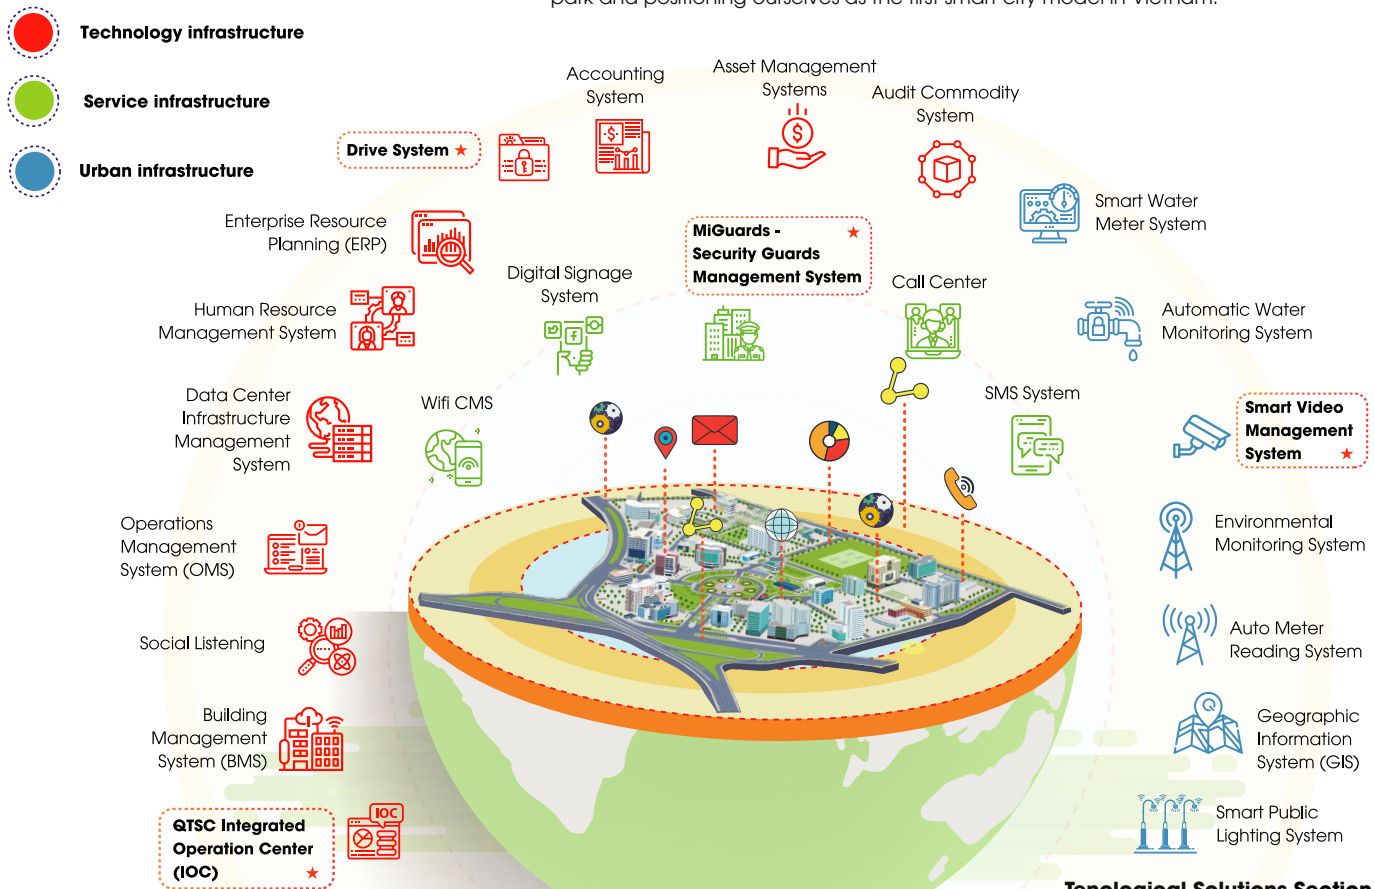 park and positioning ourselves as the first smart city model in Vietnam.
Technology infrastructure
Service infrastructure
Urban infrastructure
Accounting
System
Asset Management
Systems
Audit Commodity
System
Drive System
Smart Water
Meter System
Enterprise Resource
Planning (ERP)
MiGuards -
Security Guards
Management System
Digital Signage
System
Call Center
Human Resource
Management System
Automatic Water
Monitoring System
Data Center
Infrastructure
Management
System
Wifi CMS
SMS System
Smart Video
Management
System
Operations
Management
System (OMS)
Environmental
Monitoring System
Social Listening
Auto Meter
Reading System
Building
Management
System (BMS)
Geographic
Information
System (GIS)
QTSC Integrated
Operation Center
(IOC)
IOC
Smart Public
Lighting System
Tenological Solutions Section